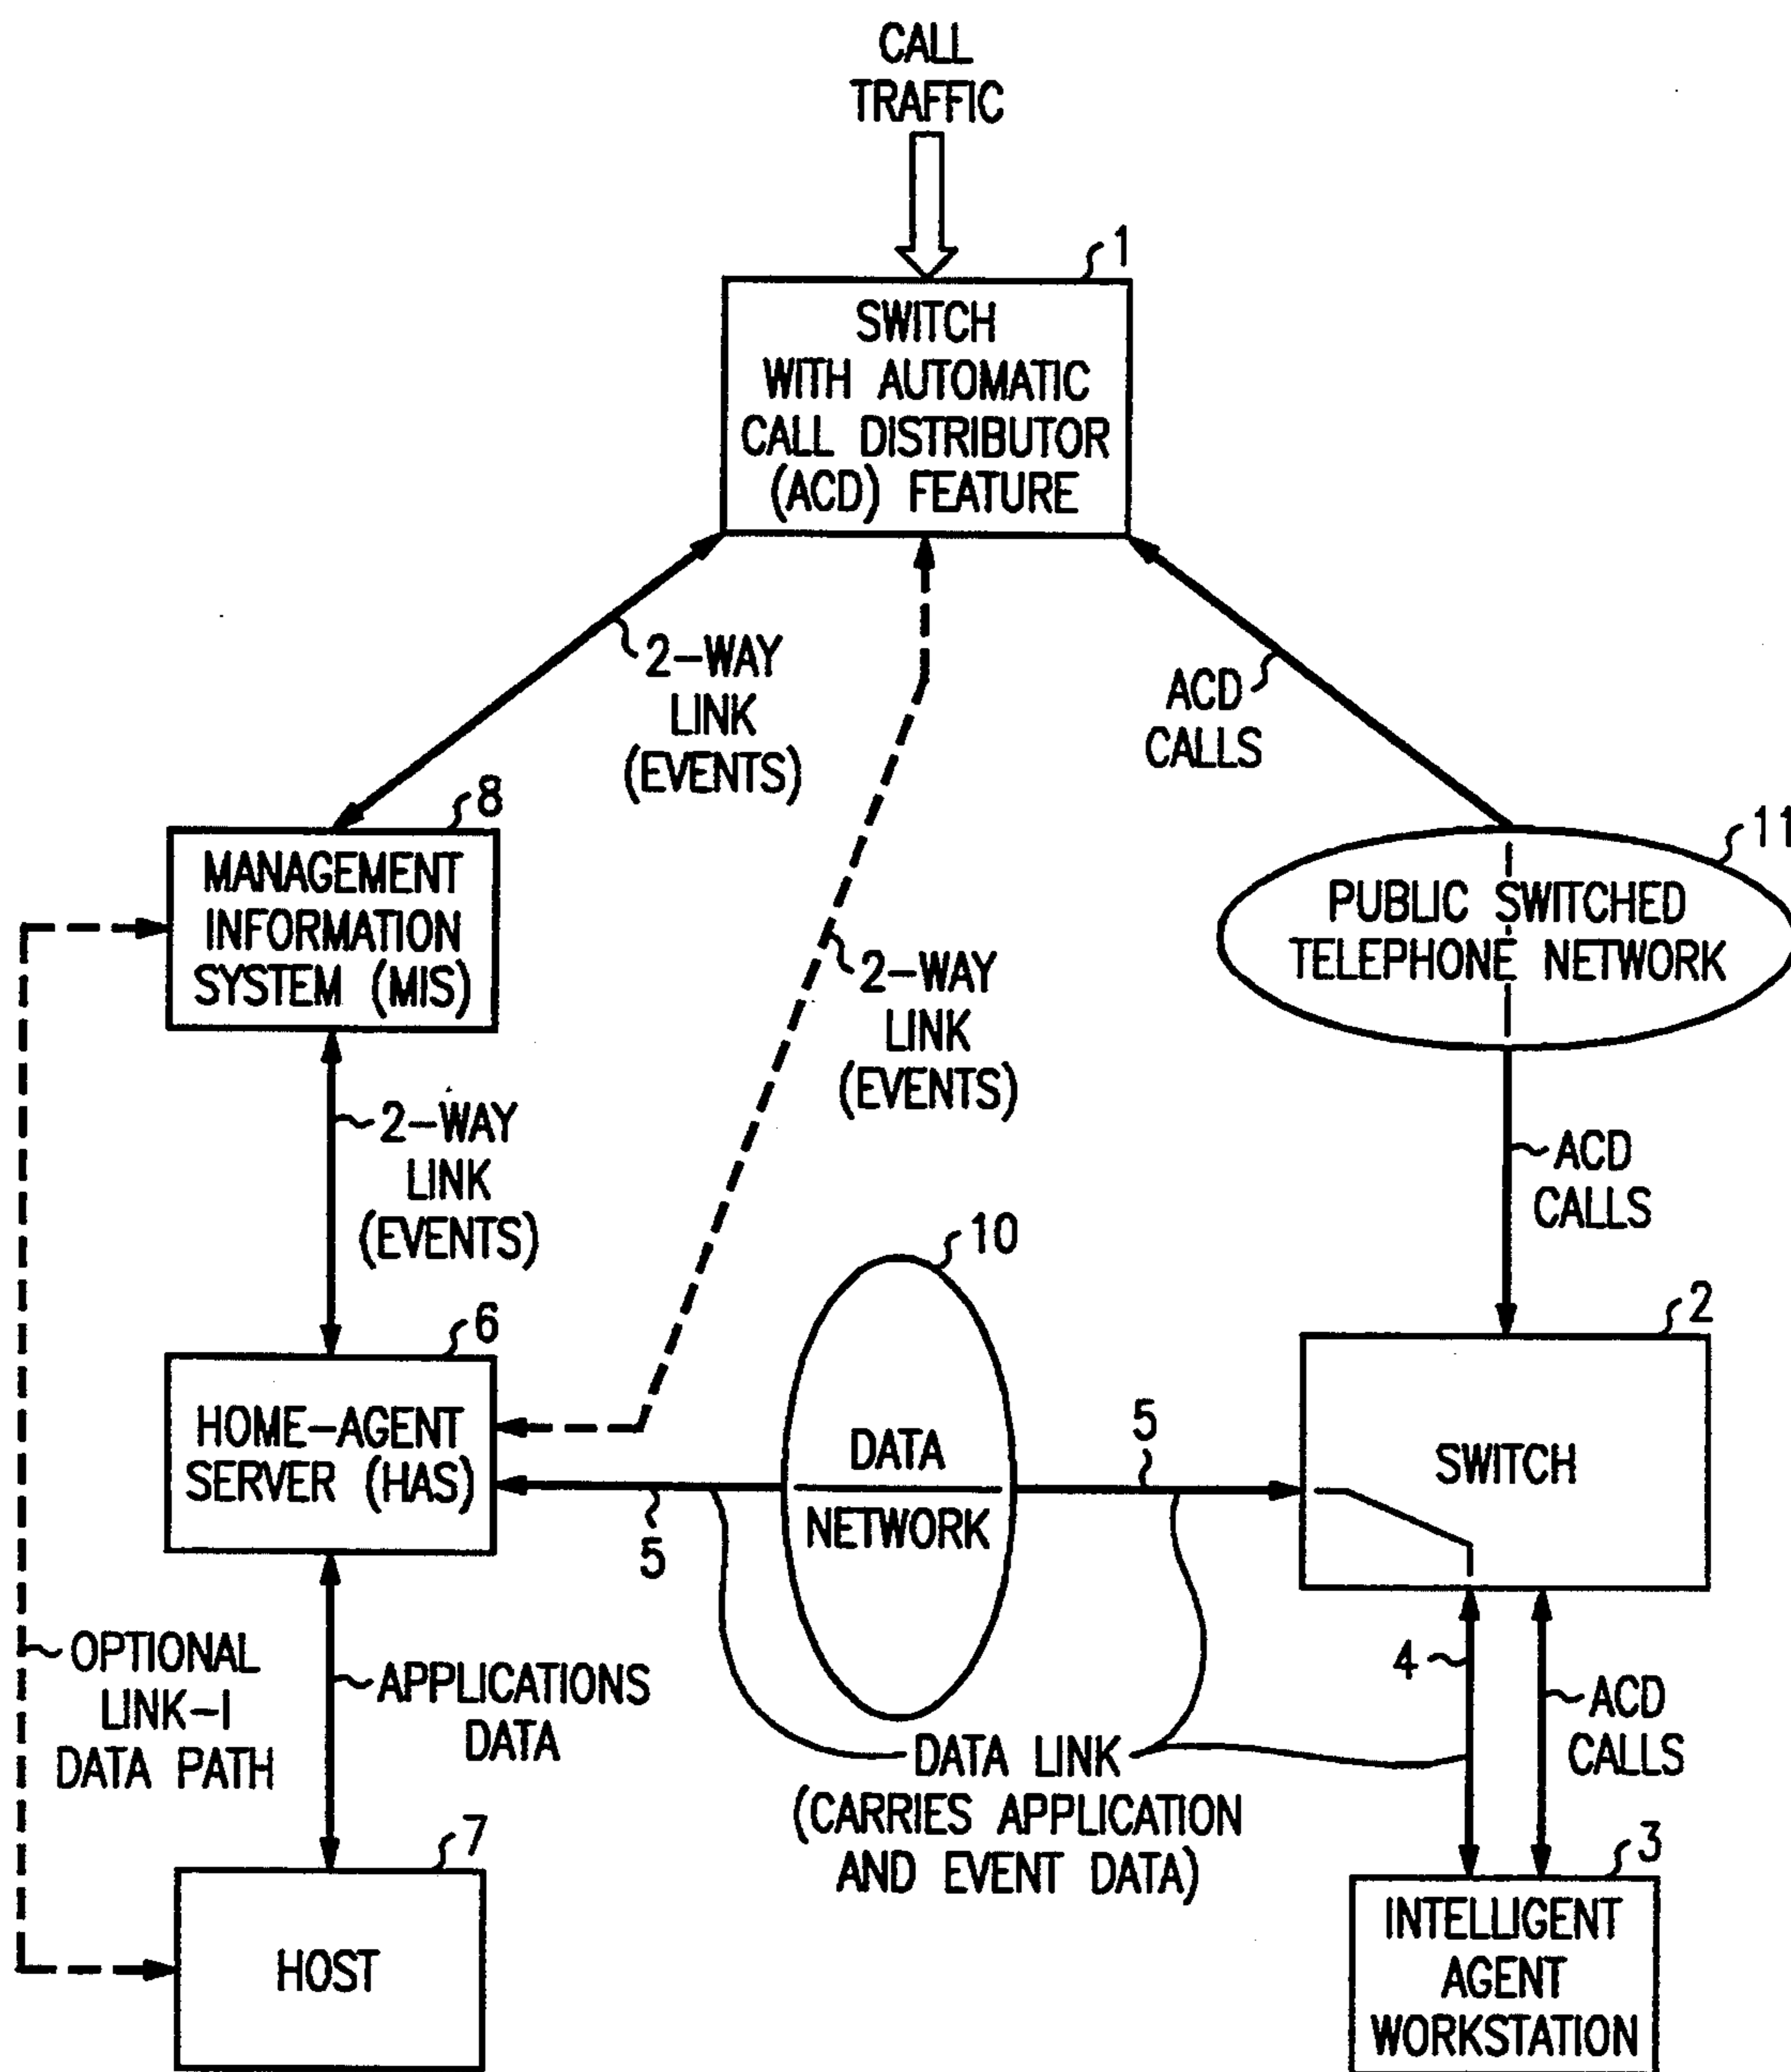 CALL
TRAFFIC
1
SWITCH
WITH AUTOMATIC
CALL DISTRIBUTOR
(ACD) FEATURE
2-WAY
LINK
(EVENTS)
ACD
CALLS
8
MANAGEMENT
INFORMATION
SYSTEM (MIS)
2-WAY
LINK
(EVENTS)
11
PUBLIC SWITCHED
TELEPHONE NETWORK
2-WAY
LINK
(EVENTS)
ACD
CALLS
10
6
HOME-AGENT
SERVER (HAS)
5
DATA
NETWORK
5
2
SWITCH
OPTIONAL
LINK-I
DATA PATH
APPLICATIONS
DATA
DATA LINK
(CARRIES APPLICATION
AND EVENT DATA)
4
ACD
CALLS
7
HOST
3
INTELLIGENT
AGENT
WORKSTATION